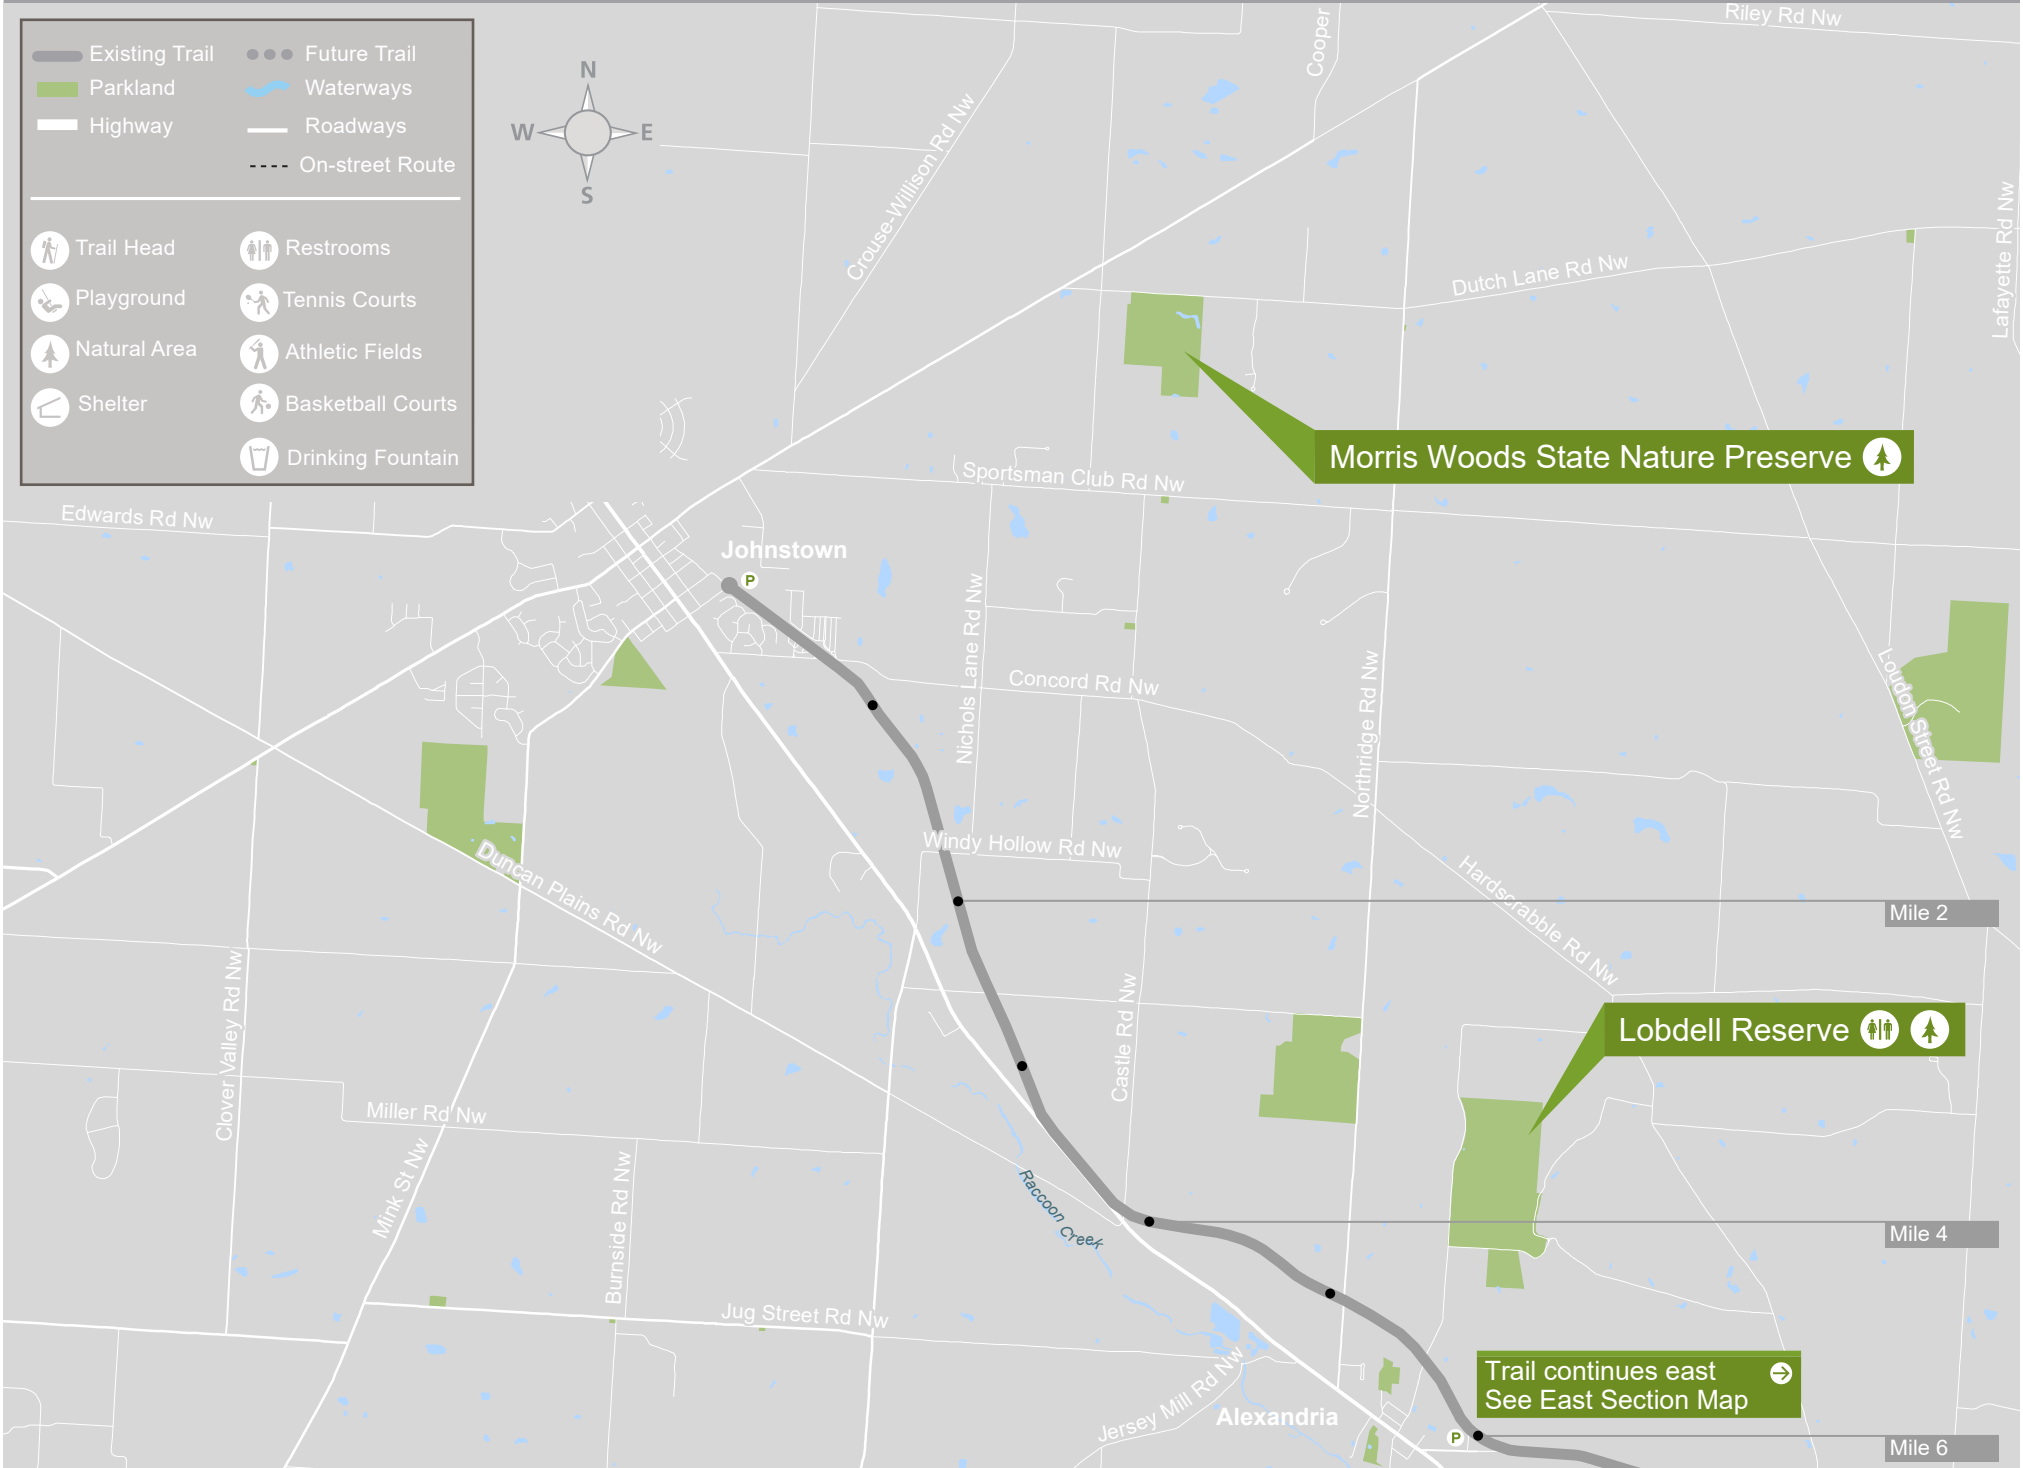 Existing Trail
Future Trail
Parkland
Waterways
Highway
Roadways
On-street Route
Trail Head
Restrooms
Playground
Tennis Courts
Natural Area
Athletic Fields
Shelter
Basketball Courts
Drinking Fountain
N
W
E
S
Riley Rd Nw
Cooper
Crouse-Willison Rd Nw
Lafayette Rd Nw
Dutch Lane Rd Nw
Morris Woods State Nature Preserve
Sportsman Club Rd Nw
Edwards Rd Nw
Johnstown
P
Nichols Lane Rd Nw
Concord Rd Nw
Northridge Rd Nw
Loudon Street Rd Nw
Windy Hollow Rd Nw
Duncan Plains Rd Nw
Hardscrabble Rd Nw
Mile 2
Clover Valley Rd Nw
Castle Rd Nw
Lobdell Reserve
Miller Rd Nw
Mink St Nw
Burnside Rd Nw
Raccoon Creek
Mile 4
Jug Street Rd Nw
Jersey Mill Rd Nw
Alexandria
Trail continues east
See East Section Map
P
Mile 6